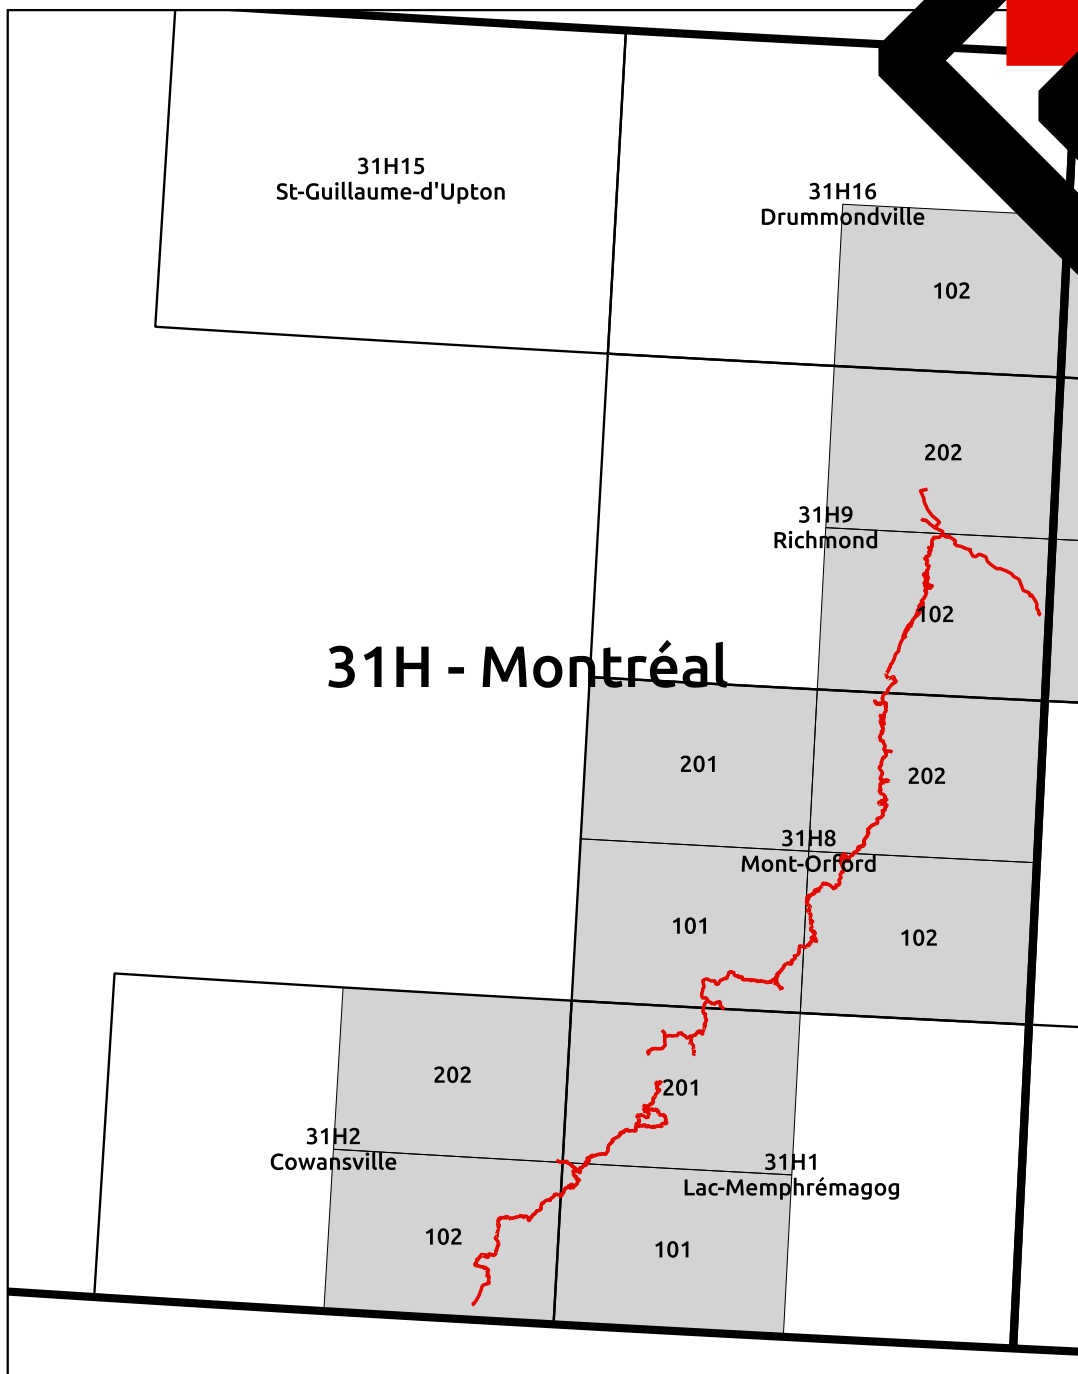 31H15
St-Guillaume-d'Upton
31H16
Drummondville
102
202
31H9
Richmond
102
31H - Montréal
201
202
31H8
Mont-Orford
101
102
202
201
31H2
Cowansville
31H1
Lac-Memphrémagog
102
101